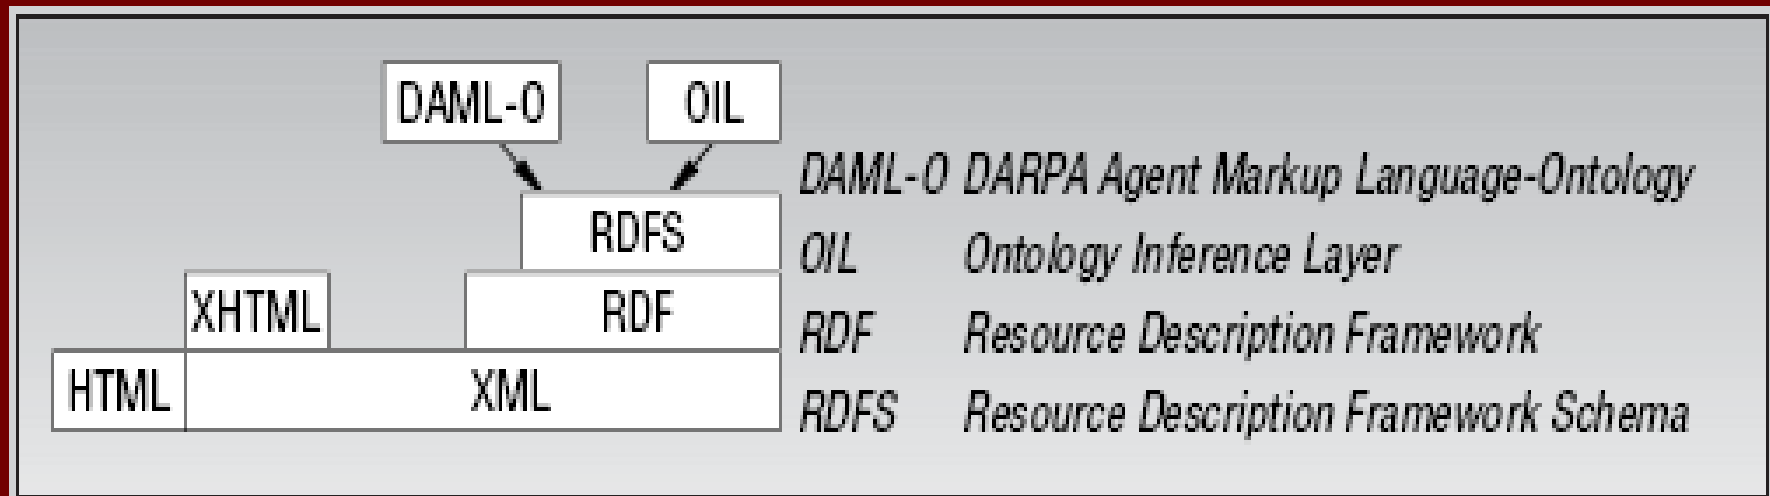 DAML-O OIL
DAML-O DARPA Agent Markup Language-Ontology
RDFS
OIL Ontology Inference Layer
XHTML RDF
RDF Resource Description Framework
HTML XML
RDFS Resource Description Framework Schema